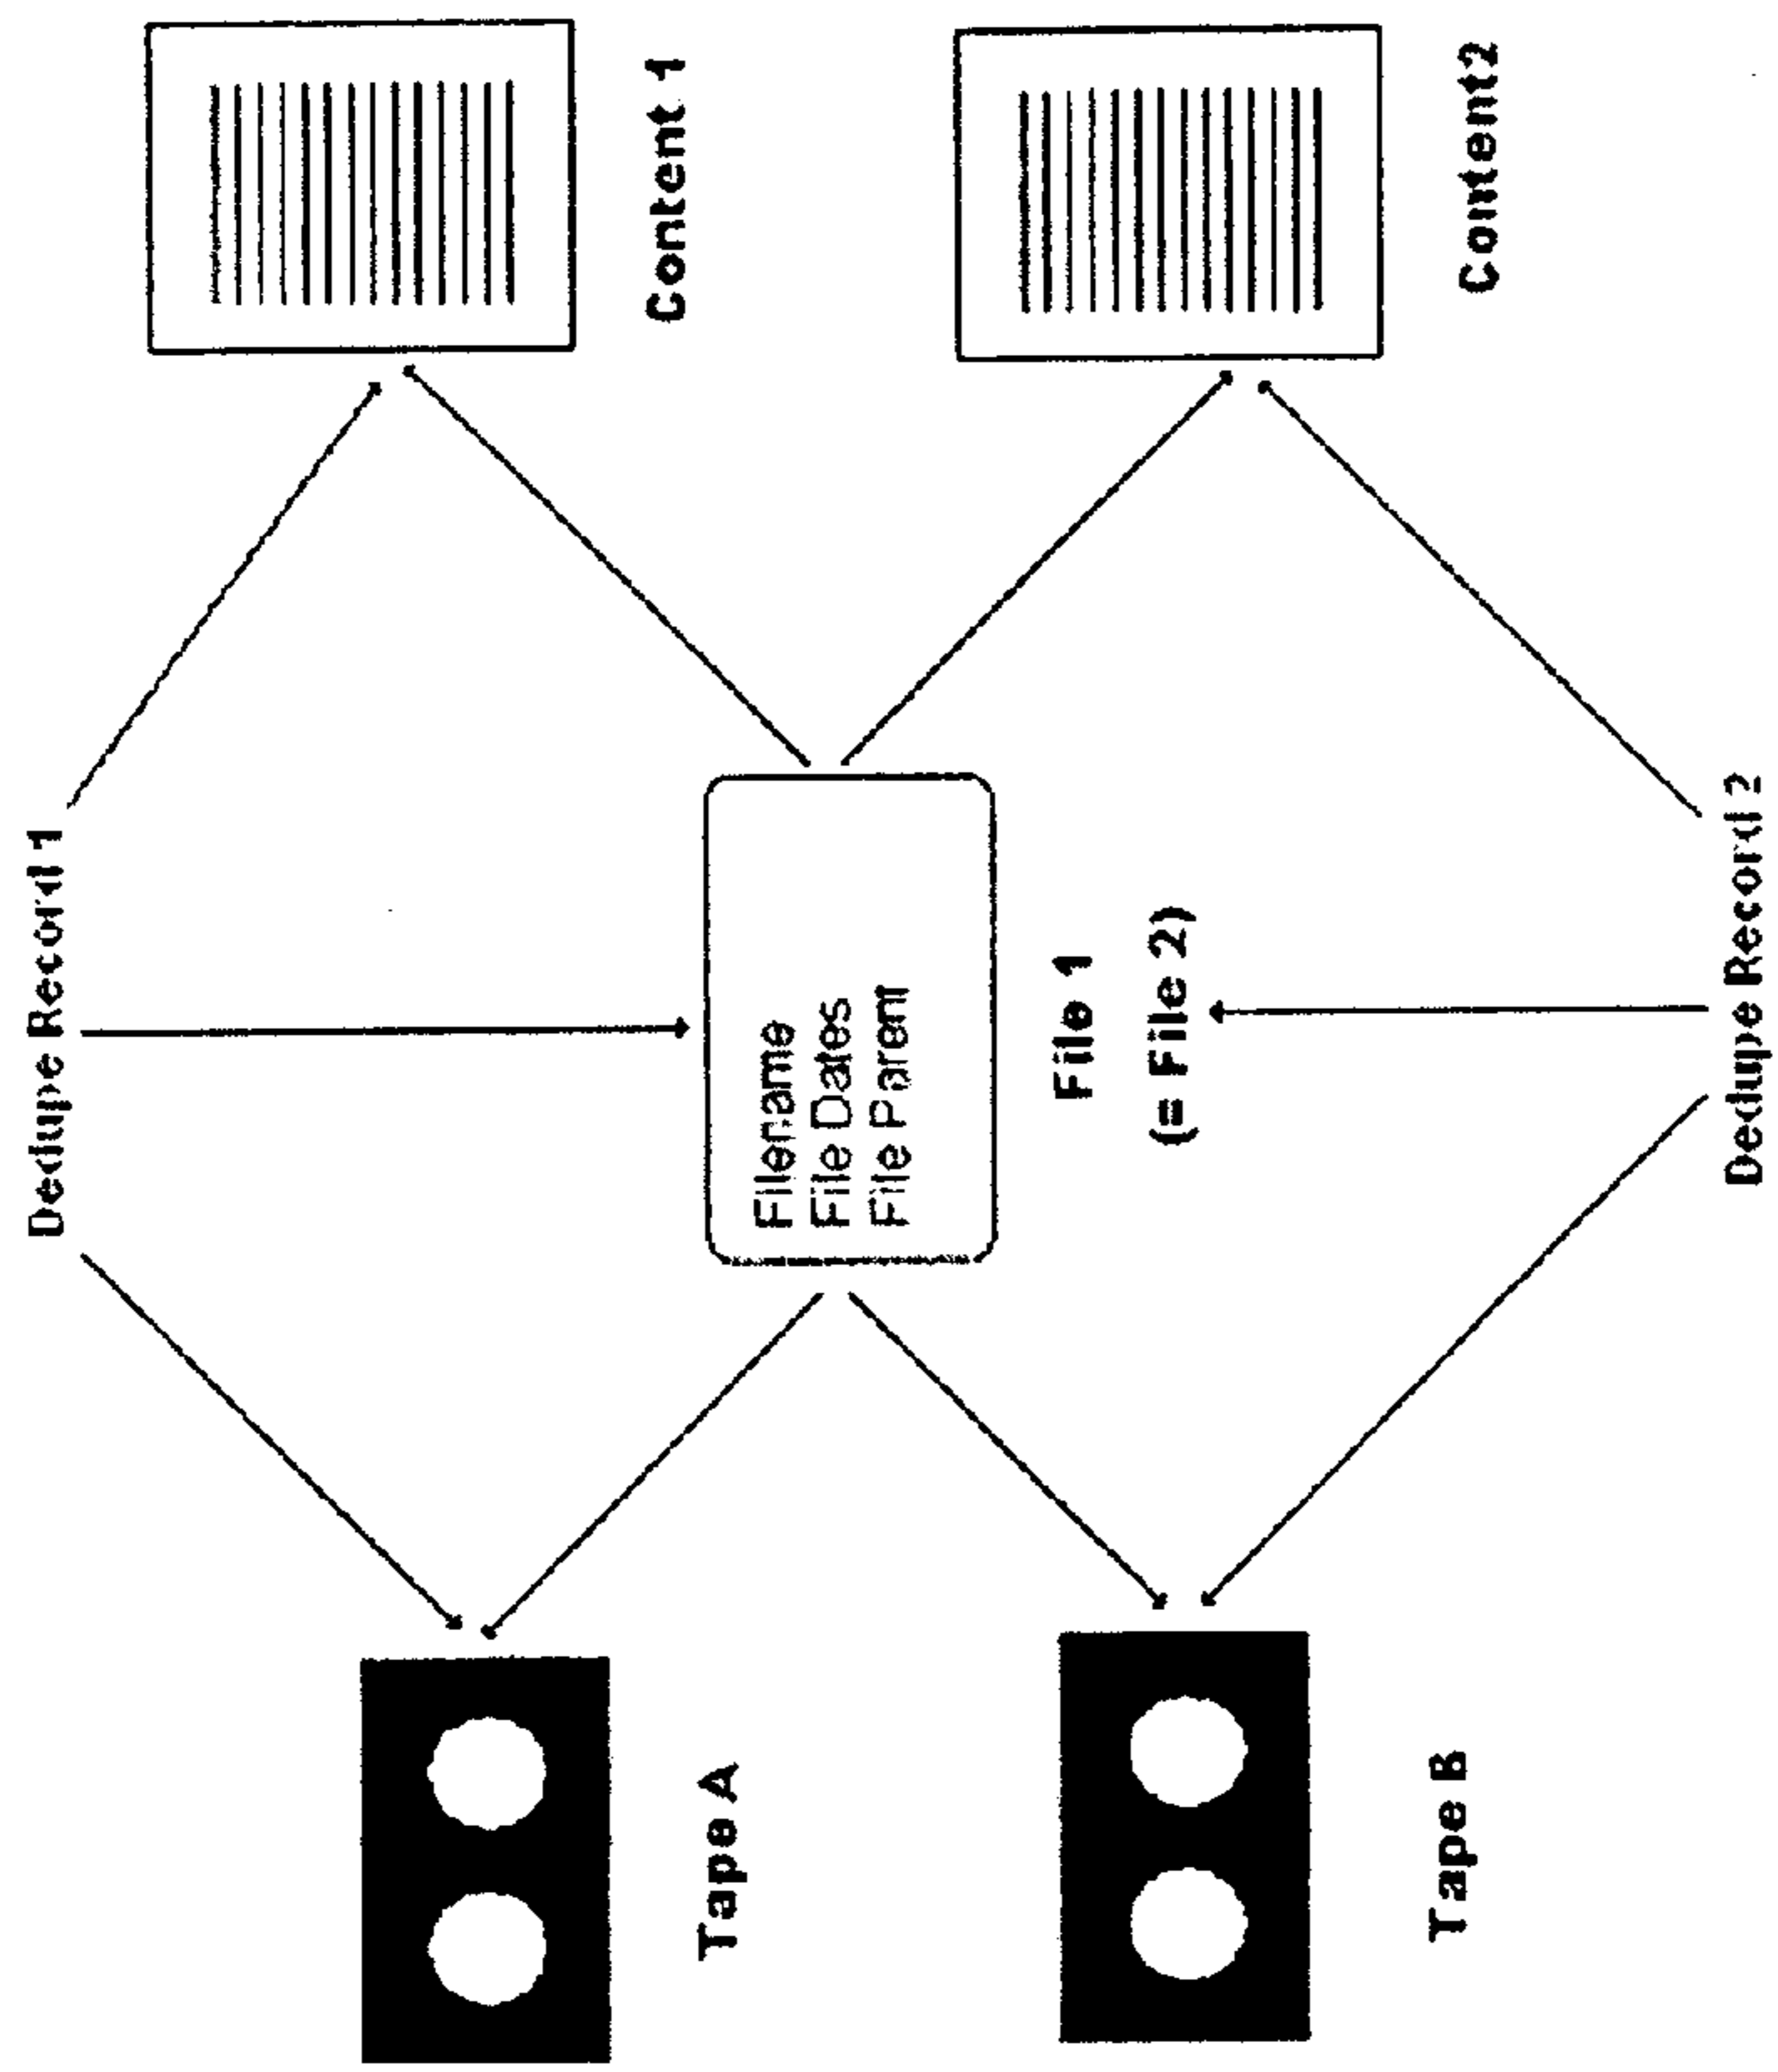 Dedupe Record 1
Tape A
Filename
File Dates
File Parent
File 1
(= File 2)
Content 1
Tape B
Content2
Dedupe Record 2